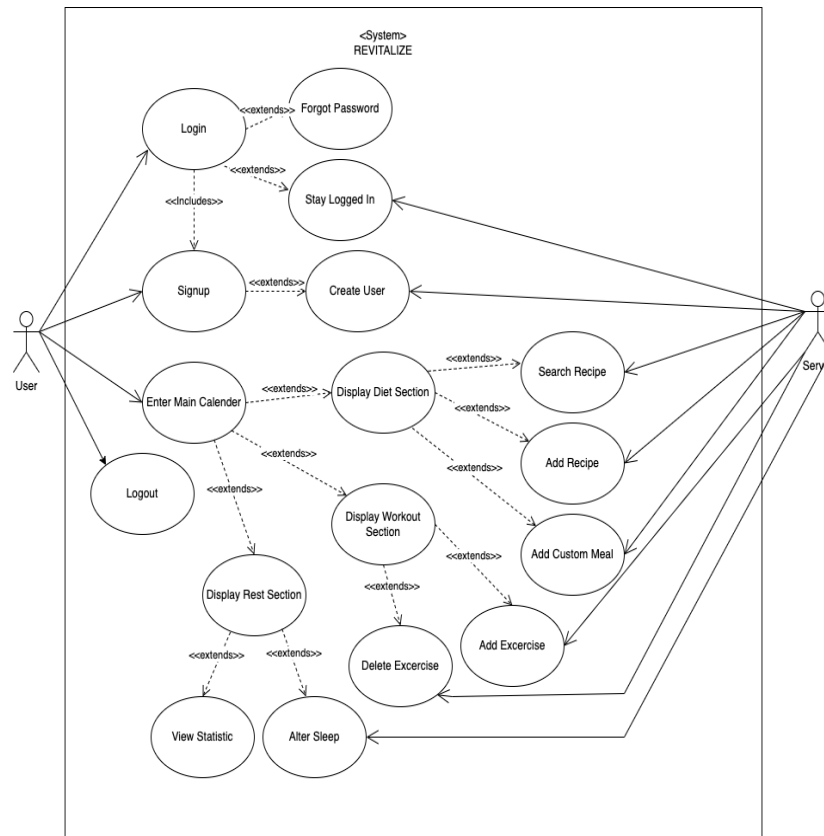 <System>
REVITALIZE
<<extends>>
Forgot Password
Login
<<extends>>
Stay Logged In
<<Includes>>
Signup
<<extends>>
Create User
User
Serv
<<extends>>
Search Recipe
Enter Main Calender
<<extends>>
Display Diet Section
<<extends>>
Add Recipe
<<extends>>
<<extends>>
Logout
<<extends>>
Display Workout
Section
Add Custom Meal
<<extends>>
Display Rest Section
<<extends>>
Add Excercise
<<extends>>
<<extends>>
Delete Excercise
View Statistic
Alter Sleep